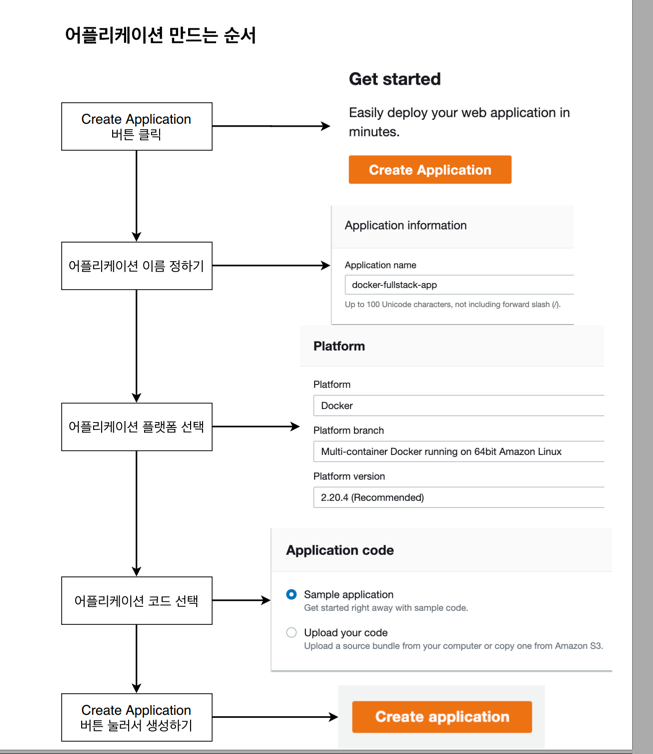 어플리케이션 만드는 순서
Create Application
버튼 클릭
Get started
Easily deploy your web application in
minutes.
Create Application
어플리케이션 이름 정하기
Application information
Application name
docker-fullstack-app
Up to 100 Unicode characters, not including forward slash (/).
어플리케이션 플랫폼 선택
Platform
Platform
Docker
Platform branch
Multi-container Docker running on 64bit Amazon Linux
Platform version
2.20.4 (Recommended)
어플리케이션 코드 선택
Application code
Sample application
Get started right away with sample code.
Upload your code
Upload a source bundle from your computer or copy one from Amazon S3.
Create Application
버튼 눌러서 생성하기
Create application